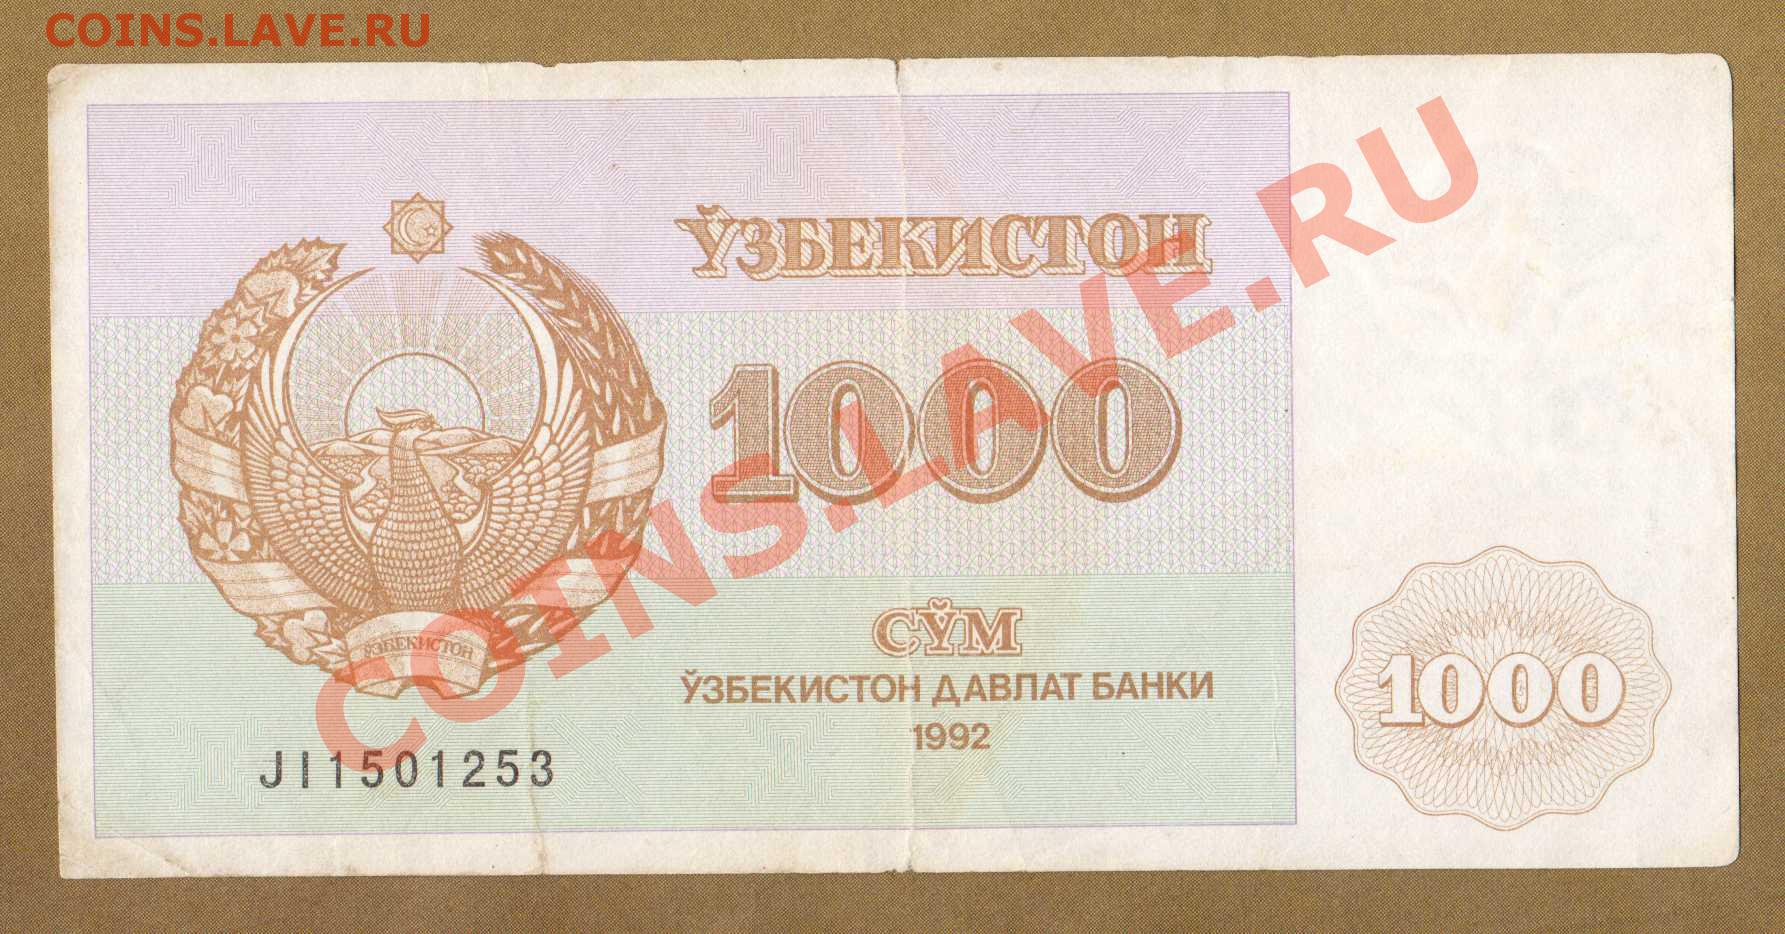 COINS.LAVE.RU
ЎЗБЕКИСТОН
1000
СЎМ
ЎЗБЕКИСТОН ДАВЛАТ БАНКИ
1992
ЎЗБЕКИСТОН
JI1501253
1000
COINS.LAVE.RU